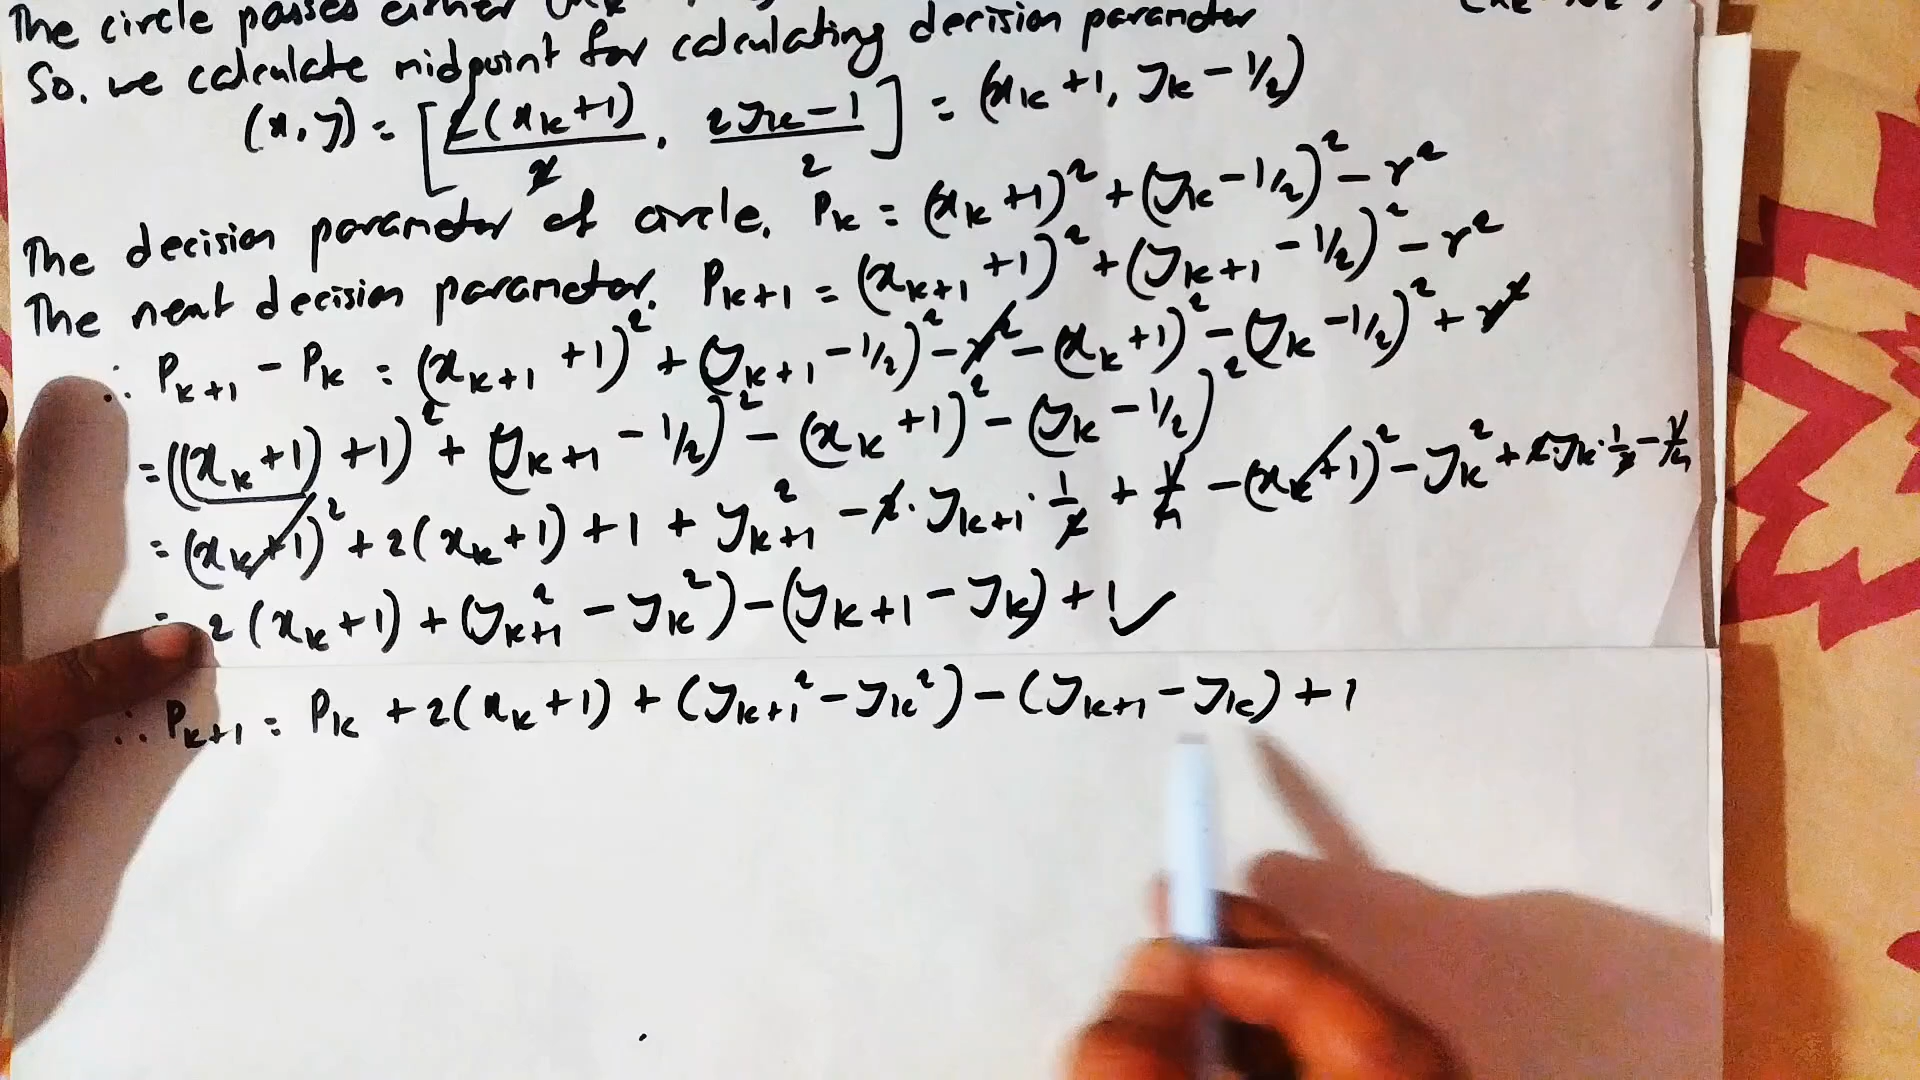 The circle passes either
So, we calculate midpoint for calculating decision parameter
(x, y) = [2(xk+1)/2, 2yk-1/2] = (xk+1, yk-1/2)
The decision parameter of circle, Pk = (xk+1)² + (yk-1/2)² - r²
The next decision parameter, Pk+1 = (xk+1 +1)² + (yk+1 - 1/2)² - r²
∴ Pk+1 - Pk = (xk+1 +1)² + (yk+1 - 1/2)² - r² - (xk+1)² - (yk-1/2)² + r²
= ((xk+1)+1)² + (yk+1 - 1/2)² - (xk+1)² - (yk-1/2)²
= (xk+1)² + 2(xk+1) + 1 + yk+1² - 2·yk+1·1/2 + 1/4 - (xk+1)² - yk² + 2·yk·1/2 - 1/4
= 2(xk+1) + (yk+1² - yk²) - (yk+1 - yk) + 1 ✓
∴ Pk+1 = Pk + 2(xk+1) + (yk+1² - yk²) - (yk+1 - yk) + 1